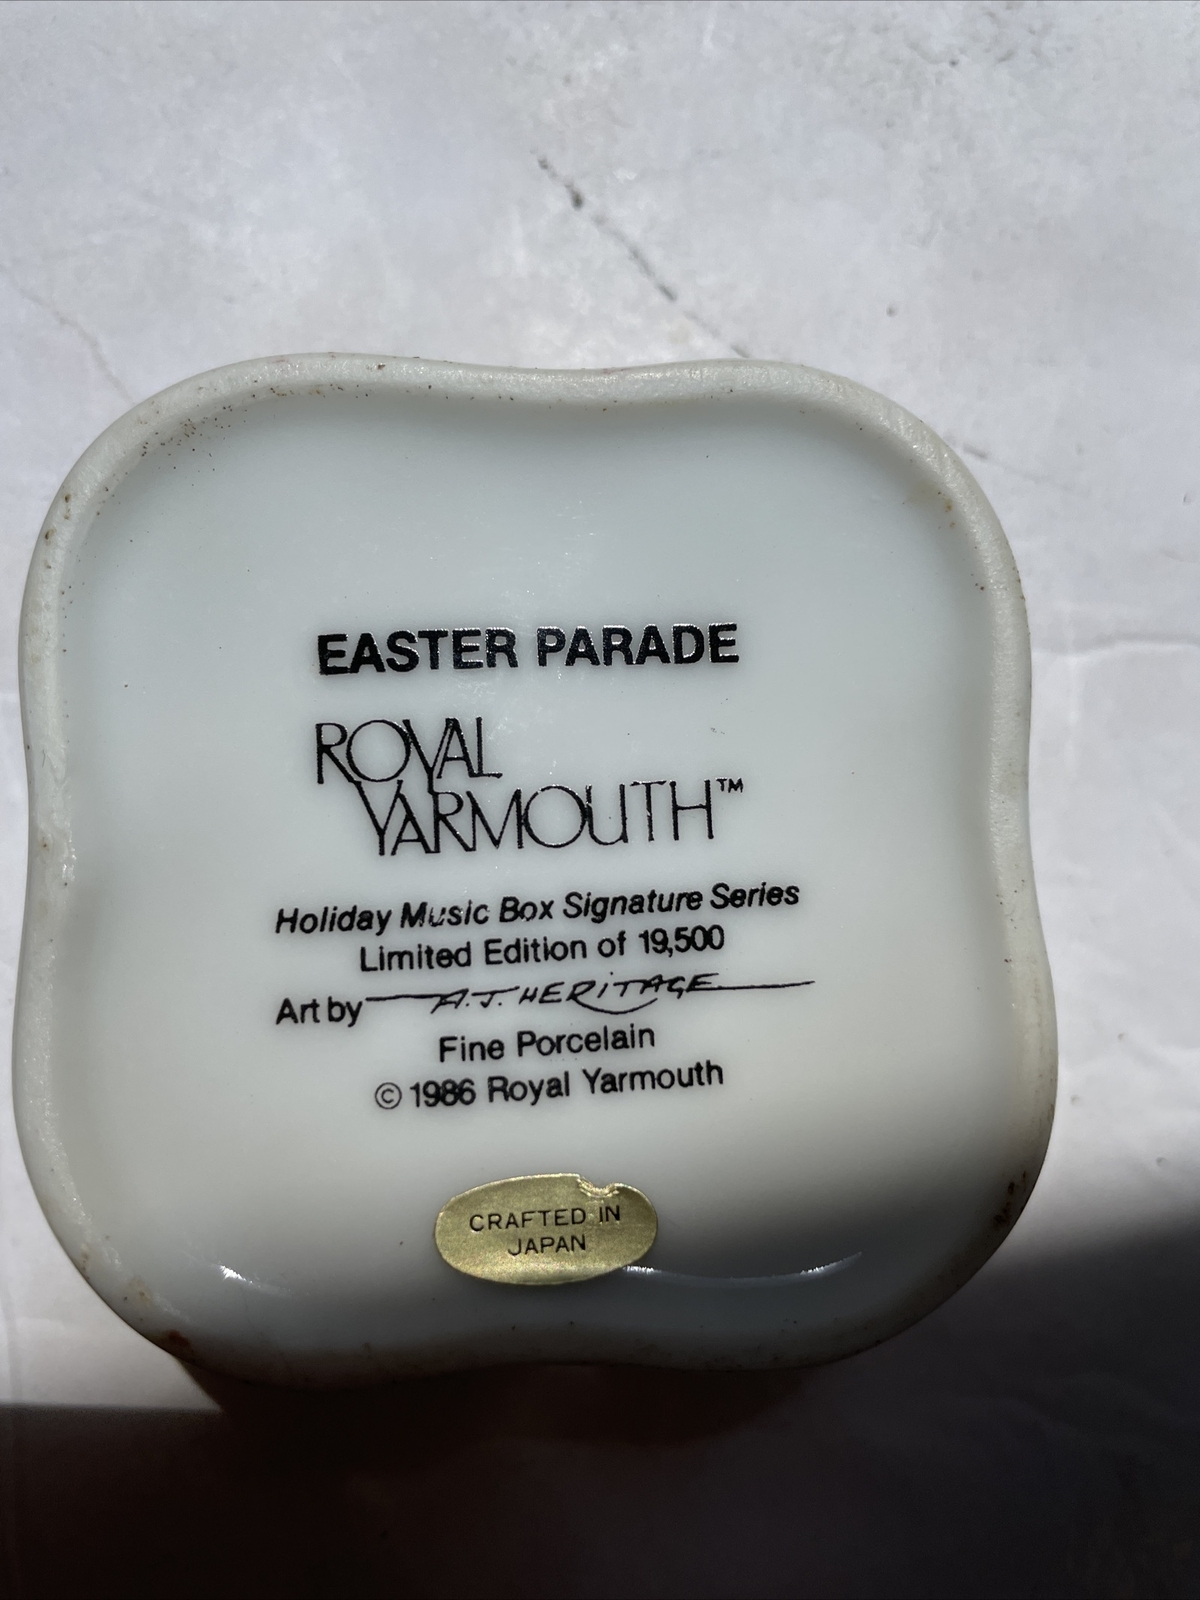 EASTER PARADE
ROYAL
YARMOUTH™
Holiday Music Box Signature Series
Limited Edition of 19,500
Art by A.J. HERITAGE
Fine Porcelain
© 1986 Royal Yarmouth
CRAFTED IN
JAPAN